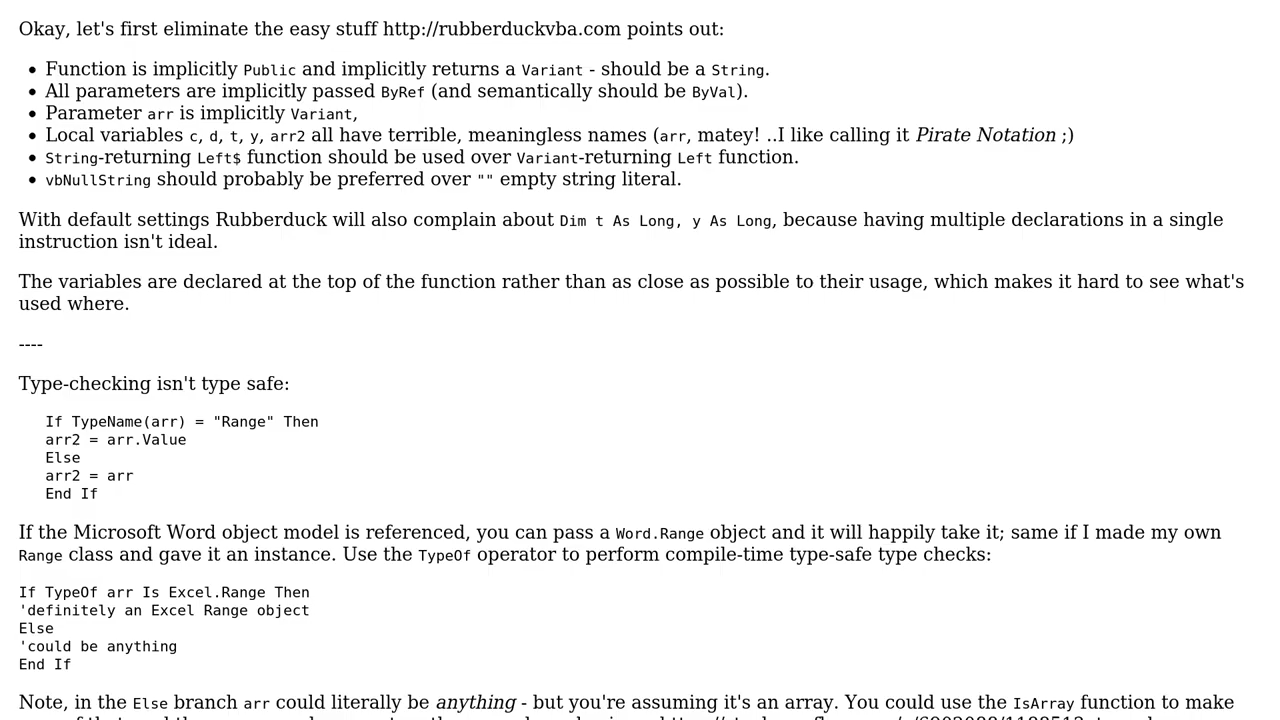 Okay, let's first eliminate the easy stuff http://rubberduckvba.com points out:
• Function is implicitly Public and implicitly returns a Variant - should be a String.
• All parameters are implicitly passed ByRef (and semantically should be ByVal).
• Parameter arr is implicitly Variant,
• Local variables c, d, t, y, arr2 all have terrible, meaningless names (arr, matey! ..I like calling it Pirate Notation ;)
• String-returning Left$ function should be used over Variant-returning Left function.
• vbNullString should probably be preferred over "" empty string literal.
With default settings Rubberduck will also complain about Dim t As Long, y As Long, because having multiple declarations in a single
instruction isn't ideal.
The variables are declared at the top of the function rather than as close as possible to their usage, which makes it hard to see what's
used where.
----
Type-checking isn't type safe:
If TypeName(arr) = "Range" Then
arr2 = arr.Value
Else
arr2 = arr
End If
If the Microsoft Word object model is referenced, you can pass a Word.Range object and it will happily take it; same if I made my own
Range class and gave it an instance. Use the TypeOf operator to perform compile-time type-safe type checks:
If TypeOf arr Is Excel.Range Then
'definitely an Excel Range object
Else
'could be anything
End If
Note, in the Else branch arr could literally be anything - but you're assuming it's an array. You could use the IsArray function to make